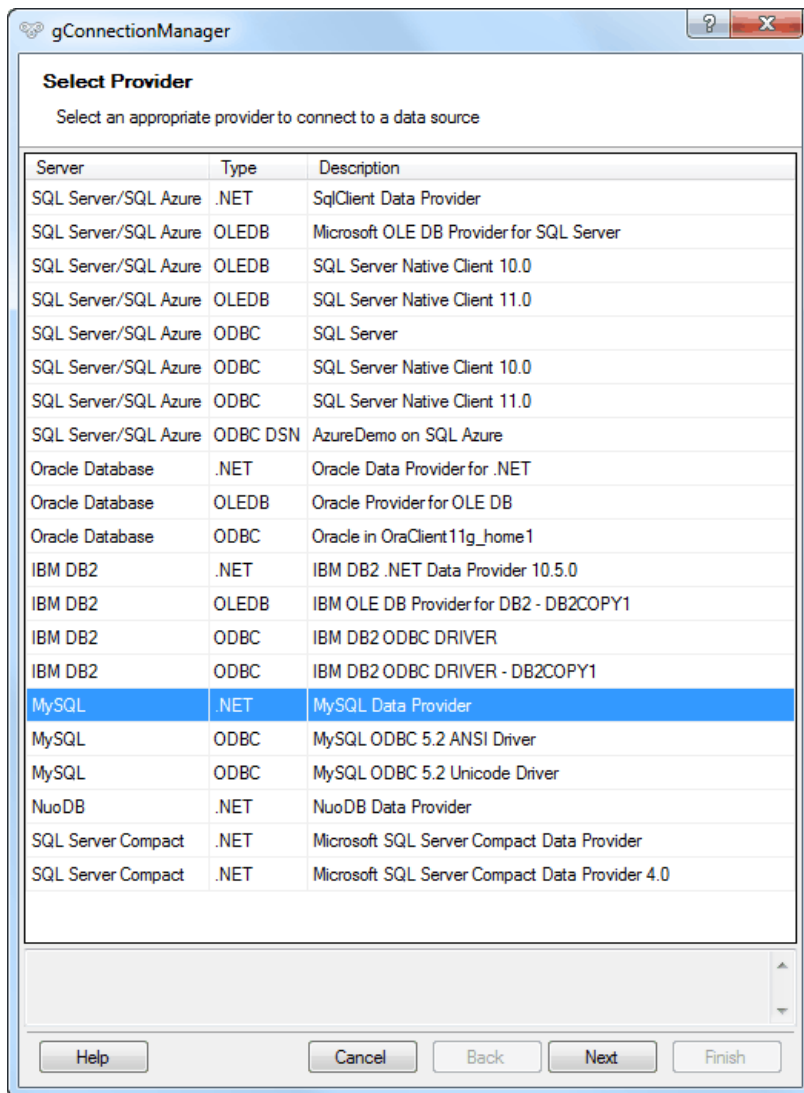 gConnectionManager
Select Provider
Select an appropriate provider to connect to a data source
Server Type Description
SQL Server/SQL Azure .NET SqlClient Data Provider
SQL Server/SQL Azure OLEDB Microsoft OLE DB Provider for SQL Server
SQL Server/SQL Azure OLEDB SQL Server Native Client 10.0
SQL Server/SQL Azure OLEDB SQL Server Native Client 11.0
SQL Server/SQL Azure ODBC SQL Server
SQL Server/SQL Azure ODBC SQL Server Native Client 10.0
SQL Server/SQL Azure ODBC SQL Server Native Client 11.0
SQL Server/SQL Azure ODBC DSN AzureDemo on SQL Azure
Oracle Database .NET Oracle Data Provider for .NET
Oracle Database OLEDB Oracle Provider for OLE DB
Oracle Database ODBC Oracle in OraClient11g_home1
IBM DB2 .NET IBM DB2 .NET Data Provider 10.5.0
IBM DB2 OLEDB IBM OLE DB Provider for DB2 - DB2COPY1
IBM DB2 ODBC IBM DB2 ODBC DRIVER
IBM DB2 ODBC IBM DB2 ODBC DRIVER - DB2COPY1
MySQL .NET MySQL Data Provider
MySQL ODBC MySQL ODBC 5.2 ANSI Driver
MySQL ODBC MySQL ODBC 5.2 Unicode Driver
NuoDB .NET NuoDB Data Provider
SQL Server Compact .NET Microsoft SQL Server Compact Data Provider
SQL Server Compact .NET Microsoft SQL Server Compact Data Provider 4.0
Help Cancel Back Next Finish